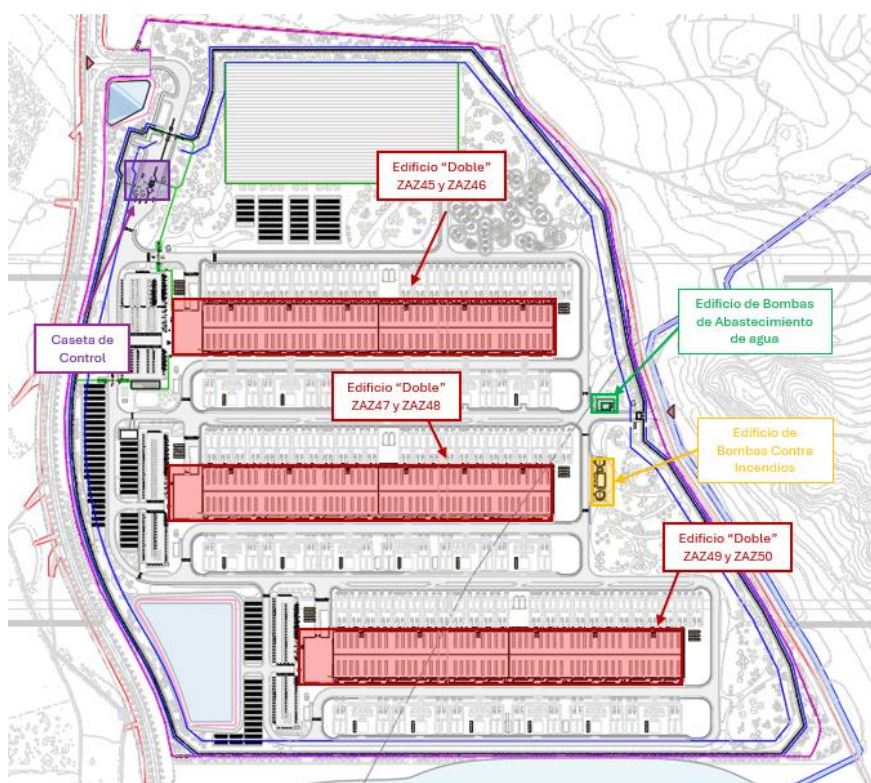 Edificio “Doble”
ZAZ45 y ZAZ46
Edificio de Bombas
de Abastecimiento
de agua
Caseta de
Control
Edificio “Doble”
ZAZ47 y ZAZ48
Edificio de
Bombas Contra
Incendios
Edificio “Doble”
ZAZ49 y ZAZ50